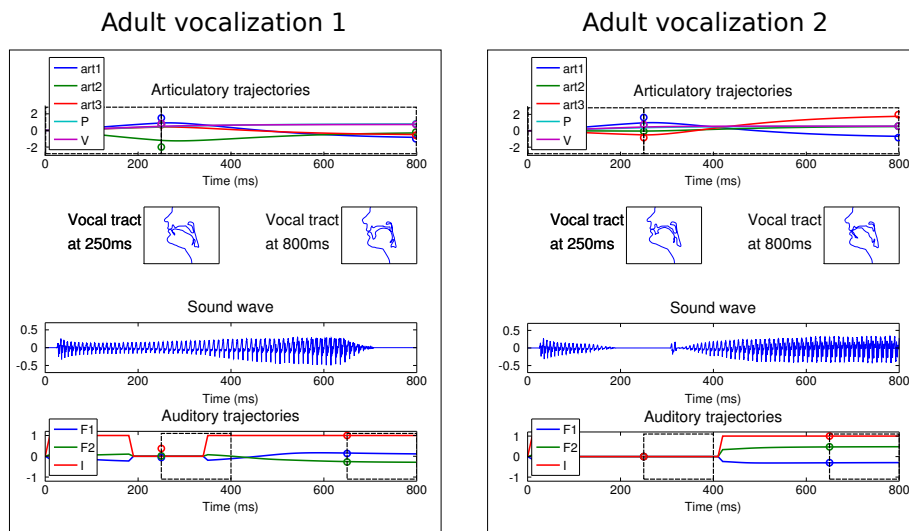 Adult vocalization 1
art1
art2
art3
P
V
Articulatory trajectories
2
0
-2
0 200 400 600 800
Time (ms)
Vocal tract
at 250ms
Vocal tract
at 800ms
Sound wave
0.5
0
-0.5
0 200 400 600 800
Time (ms)
Auditory trajectories
F1
F2
I
1
0
-1
0 200 400 600 800
Time (ms)
Adult vocalization 2
art1
art2
art3
P
V
Articulatory trajectories
2
0
-2
0 200 400 600 800
Time (ms)
Vocal tract
at 250ms
Vocal tract
at 800ms
Sound wave
0.5
0
-0.5
0 200 400 600 800
Time (ms)
Auditory trajectories
F1
F2
I
1
0
-1
0 200 400 600 800
Time (ms)